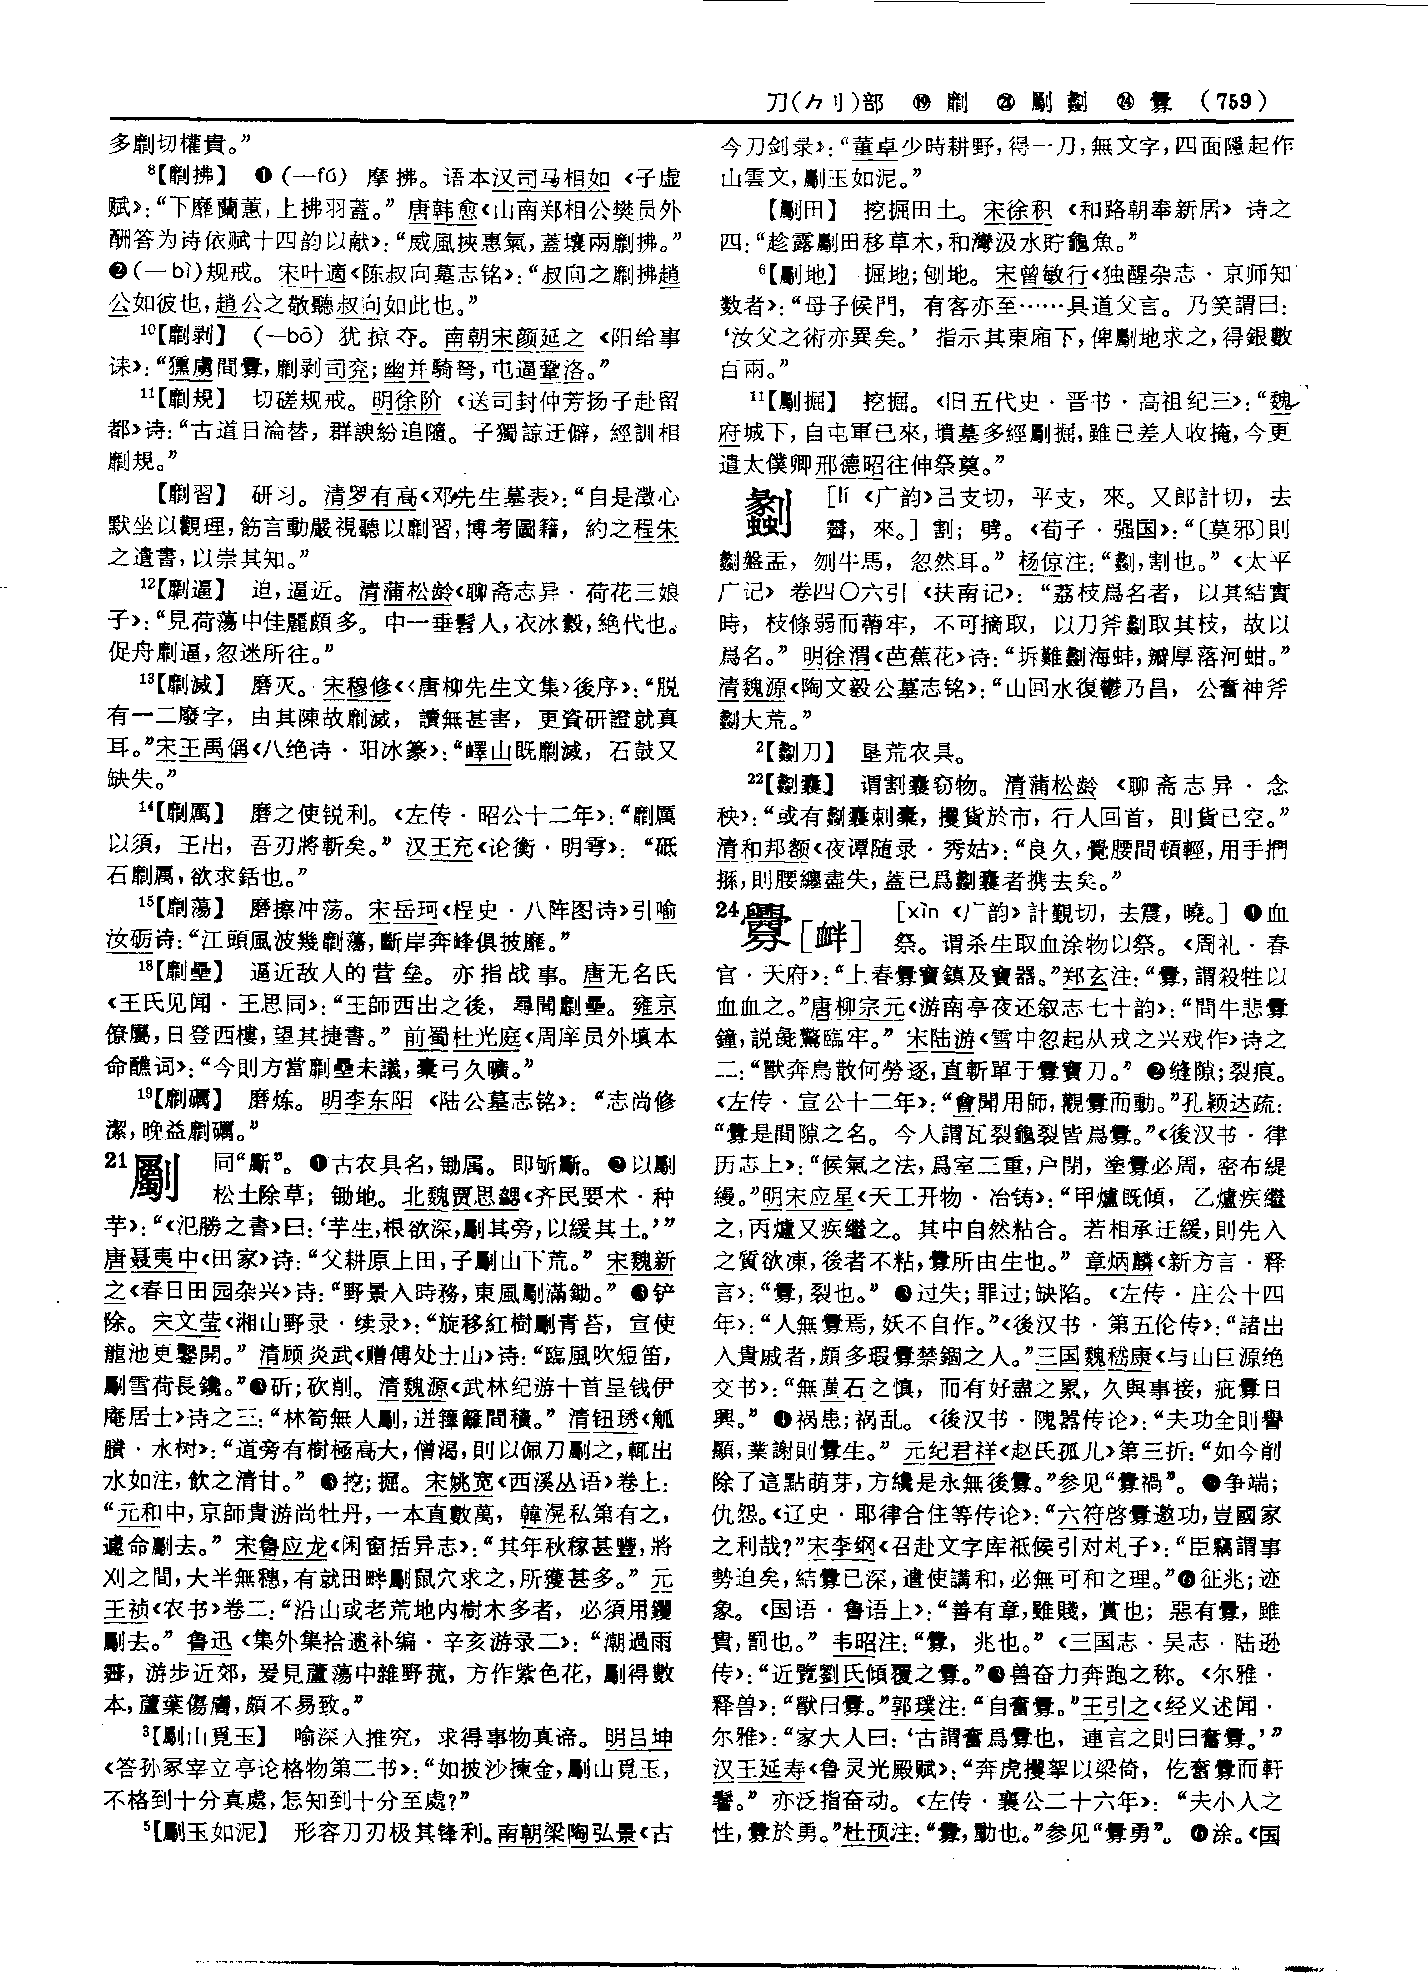 刀(⺈刂)部 ⑲劘 ㉑劚劙 ㉔釁 (759)
多劘切權貴。”
⁸【劘拂】 ❶(一fú) 摩拂。语本汉司马相如《子虚
赋》：“下靡蘭蕙，上拂羽蓋。” 唐韩愈《山南郑相公樊员外
酬答为诗依赋十四韵以献》：“威風挾惠氣，蓋壤兩劘拂。”
❷(一bì)规戒。宋叶適《陈叔向墓志铭》：“叔向之劘拂趙
公如彼也，趙公之敬聽叔向如此也。”
¹⁰【劘剥】 (一bō) 犹掠夺。南朝宋颜延之《阳给事
诔》：“獯虜間釁，劘剥司兖；幽并騎弩，屯逼鞏洛。”
¹¹【劘規】 切磋规戒。明徐阶《送司封仲芳扬子赴留
都》诗：“古道日淪替，群諛紛追隨。子獨諒迂僻，經訓相
劘規。”
【劘習】 研习。清罗有高《邓先生墓表》：“自是澂心
默坐以觀理，飭言動嚴視聽以劘習，博考圖籍，約之程朱
之遺書，以崇其知。”
¹²【劘逼】 迫，逼近。清蒲松龄《聊斋志异·荷花三娘
子》：“見荷蕩中佳麗頗多。中一垂髫人，衣冰縠，絶代也。
促舟劘逼，忽迷所往。”
¹³【劘滅】 磨灭。宋穆修《〈唐柳先生文集〉後序》：“脱
有一二廢字，由其陳故劘滅，讀無甚害，更資研證就真
耳。”宋王禹偁《八绝诗·阳冰篆》：“嶧山既劘滅，石鼓又
缺失。”
¹⁴【劘厲】 磨之使锐利。《左传·昭公十二年》：“劘厲
以須，王出，吾刃將斬矣。” 汉王充《论衡·明雩》：“砥
石劘厲，欲求銛也。”
¹⁵【劘蕩】 磨擦冲荡。宋岳珂《桯史·八阵图诗》引喻
汝砺诗：“江頭風波幾劘蕩，斷岸奔峰俱披靡。”
¹⁸【劘壘】 逼近敌人的营垒。亦指战事。唐无名氏
《王氏见闻·王思同》：“王師西出之後，尋聞劘壘。雍京
僚屬，日登西樓，望其捷書。” 前蜀杜光庭《周庠员外填本
命醮词》：“今則方當劘壘未議，櫜弓久曠。”
¹⁹【劘礪】 磨炼。明李东阳《陆公墓志铭》：“志尚修
潔，晚益劘礪。”
21劚 同“斸”。❶古农具名，锄属。即斫斸。❷以劚
松土除草；锄地。北魏贾思勰《齐民要术·种
芋》：“《氾勝之書》曰：‘芋生，根欲深，劚其旁，以緩其土。’”
唐聂夷中《田家》诗：“父耕原上田，子劚山下荒。” 宋魏新
之《春日田园杂兴》诗：“野景入時務，東風劚滿鋤。” ❸铲
除。宋文莹《湘山野录·续录》：“旋移紅樹劚青苔，宣使
龍池更鑿開。” 清顾炎武《赠傅处士山》诗：“臨風吹短笛，
劚雪荷長鑱。”❹斫；砍削。清魏源《武林纪游十首呈钱伊
庵居士》诗之三：“林筍無人劚，迸籜籬間積。” 清钮琇《觚
賸·水树》：“道旁有樹極高大，僧渴，則以佩刀劚之，輒出
水如注，飲之清甘。” ❺挖；掘。宋姚宽《西溪丛语》卷上：
“元和中，京師貴游尚牡丹，一本直數萬，韓滉私第有之，
遽命劚去。” 宋鲁应龙《闲窗括异志》：“其年秋稼甚豐，將
刈之間，大半無穗，有就田畔劚鼠穴求之，所獲甚多。” 元
王祯《农书》卷二：“沿山或老荒地内樹木多者，必須用钁
劚去。” 鲁迅《集外集拾遗补编·辛亥游录二》：“潮過雨
霽，游步近郊，爰見蘆蕩中雜野菰，方作紫色花，劚得數
本，蘆葉傷膚，頗不易致。”
³【劚山覓玉】 喻深入推究，求得事物真谛。明吕坤
《答孙冢宰立亭论格物第二书》：“如披沙揀金，劚山覓玉，
不格到十分真處，怎知到十分至處？”
⁵【劚玉如泥】 形容刀刃极其锋利。南朝梁陶弘景《古
今刀剑录》：“董卓少時耕野，得一刀，無文字，四面隱起作
山雲文，劚玉如泥。”
【劚田】 挖掘田土。宋徐积《和路朝奉新居》诗之
四：“趁露劚田移草木，和灣汲水貯龜魚。”
⁶【劚地】 掘地；刨地。宋曾敏行《独醒杂志·京师知
数者》：“母子候門，有客亦至……具道父言。乃笑謂曰：
‘汝父之術亦異矣。’ 指示其東廂下，俾劚地求之，得銀數
百兩。”
¹¹【劚掘】 挖掘。《旧五代史·晋书·高祖纪三》：“魏
府城下，自屯軍已來，墳墓多經劚掘，雖已差人收掩，今更
遣太僕卿邢德昭往伸祭奠。”
劙 [lí 《广韵》吕支切，平支，來。又郎計切，去
霽，來。] 割；劈。《荀子·强国》：“〔莫邪〕則
劙盤盂，刎牛馬，忽然耳。” 杨倞注：“劙，割也。”《太平
广记》卷四〇六引《扶南记》：“荔枝爲名者，以其結實
時，枝條弱而蔕牢，不可摘取，以刀斧劙取其枝，故以
爲名。” 明徐渭《芭蕉花》诗：“坼難劙海蚌，瓣厚落河蚶。”
清魏源《陶文毅公墓志铭》：“山回水復鬱乃昌，公奮神斧
劙大荒。”
²【劙刀】 垦荒农具。
²²【劙囊】 谓割囊窃物。清蒲松龄《聊斋志异·念
秧》：“或有劙囊刺橐，攫貨於市，行人回首，則貨已空。”
清和邦额《夜谭随录·秀姑》：“良久，覺腰間頓輕，用手捫
搎，則腰纏盡失，蓋已爲劙囊者携去矣。”
24釁[衅] [xìn 《广韵》許覲切，去震，曉。] ❶血
祭。谓杀生取血涂物以祭。《周礼·春
官·天府》：“上春釁寶鎮及寶器。”郑玄注：“釁，謂殺牲以
血血之。”唐柳宗元《游南亭夜还叙志七十韵》：“問牛悲釁
鐘，説彘驚臨牢。” 宋陆游《雪中忽起从戎之兴戏作》诗之
二：“獸奔鳥散何勞逐，直斬單于釁寶刀。” ❷缝隙；裂痕。
《左传·宣公十二年》：“會聞用師，觀釁而動。”孔颖达疏：
“釁是間隙之名。今人謂瓦裂龜裂皆爲釁。”《後汉书·律
历志上》：“候氣之法，爲室三重，户閉，塗釁必周，密布緹
縵。”明宋应星《天工开物·冶铸》：“甲爐既傾，乙爐疾繼
之，丙爐又疾繼之。其中自然粘合。若相承迂緩，則先入
之質欲凍，後者不粘，釁所由生也。” 章炳麟《新方言·释
言》：“釁，裂也。” ❸过失；罪过；缺陷。《左传·庄公十四
年》：“人無釁焉，妖不自作。”《後汉书·第五伦传》：“諸出
入貴戚者，頗多瑕釁禁錮之人。”三国魏嵇康《与山巨源绝
交书》：“無萬石之慎，而有好盡之累，久與事接，疵釁日
興。” ❹祸患；祸乱。《後汉书·隗嚣传论》：“夫功全則譽
顯，業謝則釁生。” 元纪君祥《赵氏孤儿》第三折：“如今削
除了這點萌芽，方纔是永無後釁。”参见“釁禍”。 ❺争端；
仇怨。《辽史·耶律合住等传论》：“六符啓釁邀功，豈國家
之利哉？”宋李纲《召赴文字库祗候引对札子》：“臣竊謂事
勢迫矣，結釁已深，遣使講和，必無可和之理。”❻征兆；迹
象。《国语·鲁语上》：“善有章，雖賤，賞也；惡有釁，雖
貴，罰也。” 韦昭注：“釁，兆也。”《三国志·吴志·陆逊
传》：“近覽劉氏傾覆之釁。”❼兽奋力奔跑之称。《尔雅·
释兽》：“獸曰釁。”郭璞注：“自奮釁。”王引之《经义述闻·
尔雅》：“家大人曰：‘古謂奮爲釁也，連言之則曰奮釁。’”
汉王延寿《鲁灵光殿赋》：“奔虎攫挐以梁倚，仡奮釁而軒
鬐。” 亦泛指奋动。《左传·襄公二十六年》：“夫小人之
性，釁於勇。”杜预注：“釁，動也。”参见“釁勇”。 ❽涂。《国